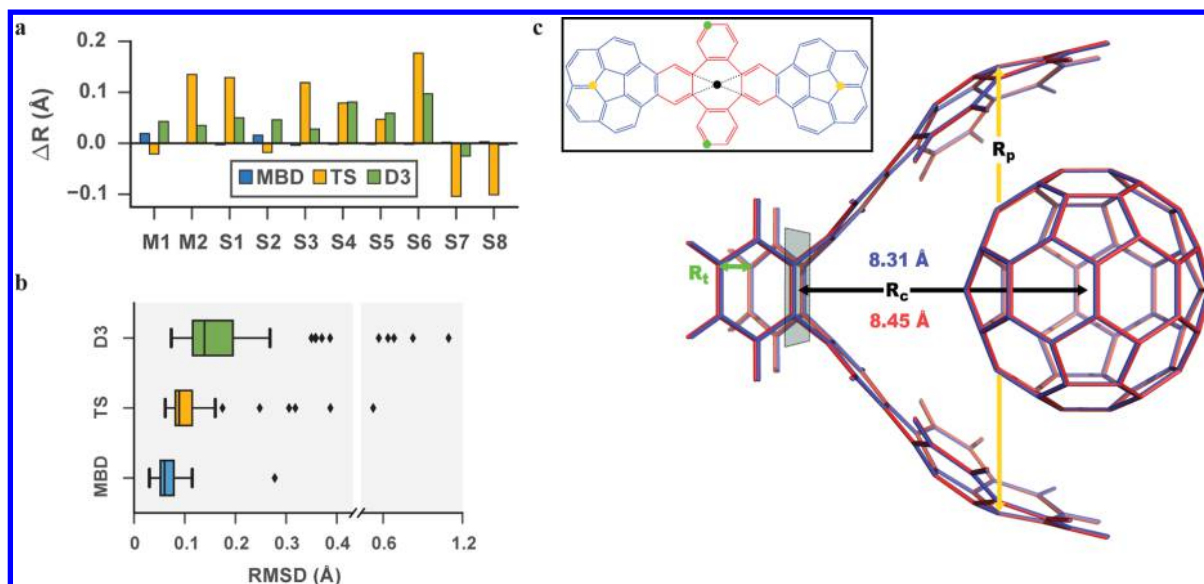 a
ΔR (Å)
0.2
0.1
0.0
−0.1
MBD TS D3
M1 M2 S1 S2 S3 S4 S5 S6 S7 S8
b
D3
TS
MBD
0 0.1 0.2 0.3 0.4 0.6 1.2
RMSD (Å)
c
Rp
Rt
8.31 Å
Rc
8.45 Å